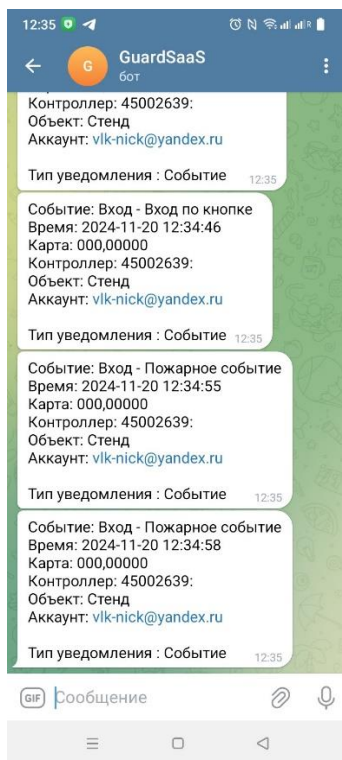 12:35
G
GuardSaaS
бот
Контроллер: 45002639:
Объект: Стенд
Аккаунт: vlk-nick@yandex.ru
Тип уведомления : Событие 12:35
Событие: Вход - Вход по кнопке
Время: 2024-11-20 12:34:46
Карта: 000,00000
Контроллер: 45002639:
Объект: Стенд
Аккаунт: vlk-nick@yandex.ru
Тип уведомления : Событие 12:35
Событие: Вход - Пожарное событие
Время: 2024-11-20 12:34:55
Карта: 000,00000
Контроллер: 45002639:
Объект: Стенд
Аккаунт: vlk-nick@yandex.ru
Тип уведомления : Событие 12:35
Событие: Вход - Пожарное событие
Время: 2024-11-20 12:34:58
Карта: 000,00000
Контроллер: 45002639:
Объект: Стенд
Аккаунт: vlk-nick@yandex.ru
Тип уведомления : Событие 12:35
GIF Сообщение